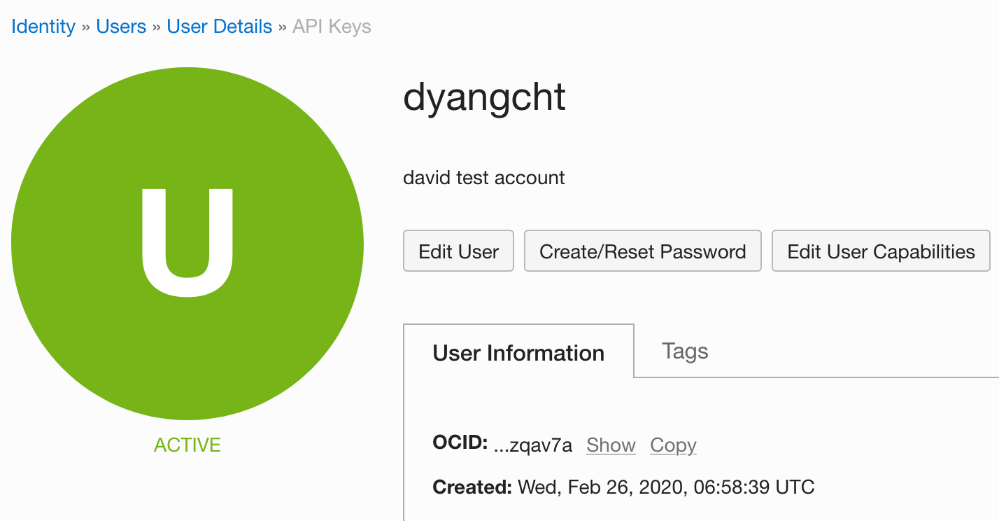 Identity » Users » User Details » API Keys
U
ACTIVE
dyangcht
david test account
Edit User Create/Reset Password Edit User Capabilities
User Information Tags
OCID: ...zqav7a Show Copy
Created: Wed, Feb 26, 2020, 06:58:39 UTC